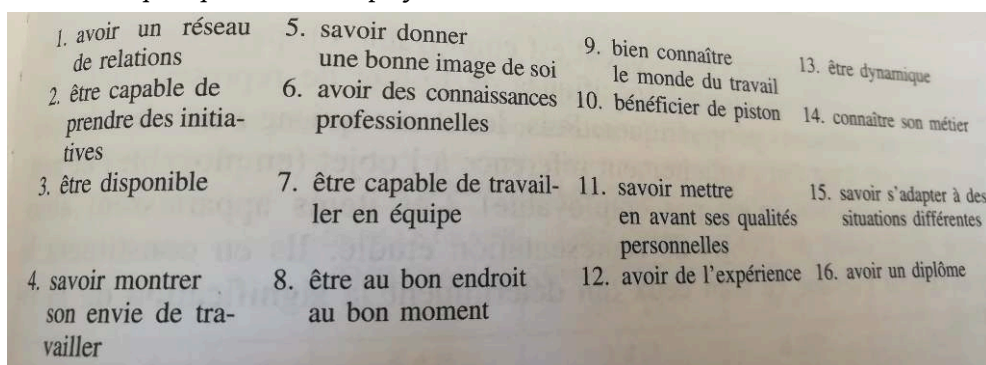 1. avoir un réseau
de relations
2. être capable de
prendre des initia-
tives
3. être disponible
4. savoir montrer
son envie de tra-
vailler
5. savoir donner
une bonne image de soi
6. avoir des connaissances
professionnelles
7. être capable de travail-
ler en équipe
8. être au bon endroit
au bon moment
9. bien connaître
le monde du travail
10. bénéficier de piston
11. savoir mettre
en avant ses qualités
personnelles
12. avoir de l'expérience
13. être dynamique
14. connaître son métier
15. savoir s'adapter à des
situations différentes
16. avoir un diplôme